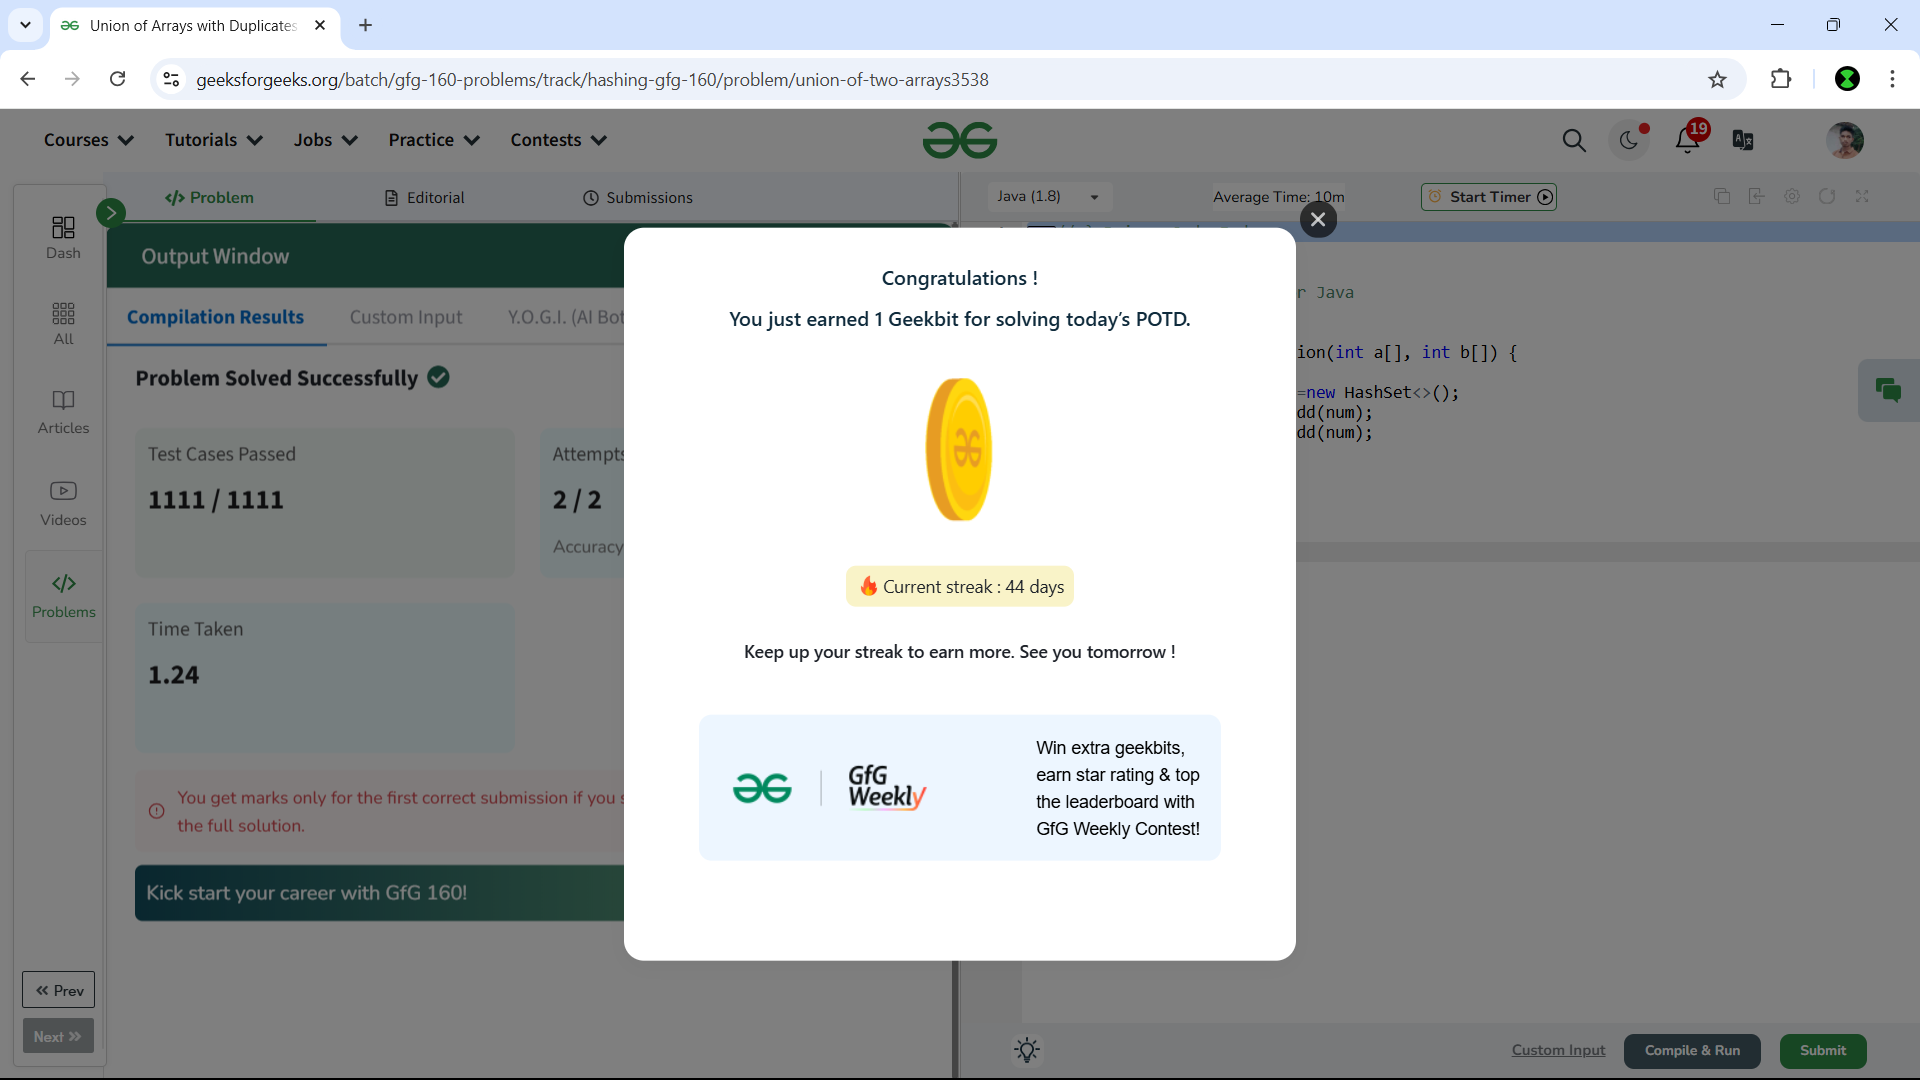 Union of Arrays with Duplicates
geeksforgeeks.org/batch/gfg-160-problems/track/hashing-gfg-160/problem/union-of-two-arrays3538
Courses Tutorials Jobs Practice Contests
19
Problem Editorial Submissions
Java (1.8) Average Time: 10m Start Timer
Dash
All
Articles
Videos
Problems
Prev
Next
Output Window
Compilation Results Custom Input Y.O.G.I. (AI Bot
Problem Solved Successfully
Test Cases Passed
1111 / 1111
Attempts
2 / 2
Accuracy
Time Taken
1.24
You get marks only for the first correct submission if you s
the full solution.
Kick start your career with GfG 160!
Congratulations !
You just earned 1 Geekbit for solving today's POTD.
Current streak : 44 days
Keep up your streak to earn more. See you tomorrow !
GfG
Weekly
Win extra geekbits,
earn star rating & top
the leaderboard with
GfG Weekly Contest!
r Java
ion(int a[], int b[]) {
=new HashSet<>();
dd(num);
dd(num);
Custom Input Compile & Run Submit